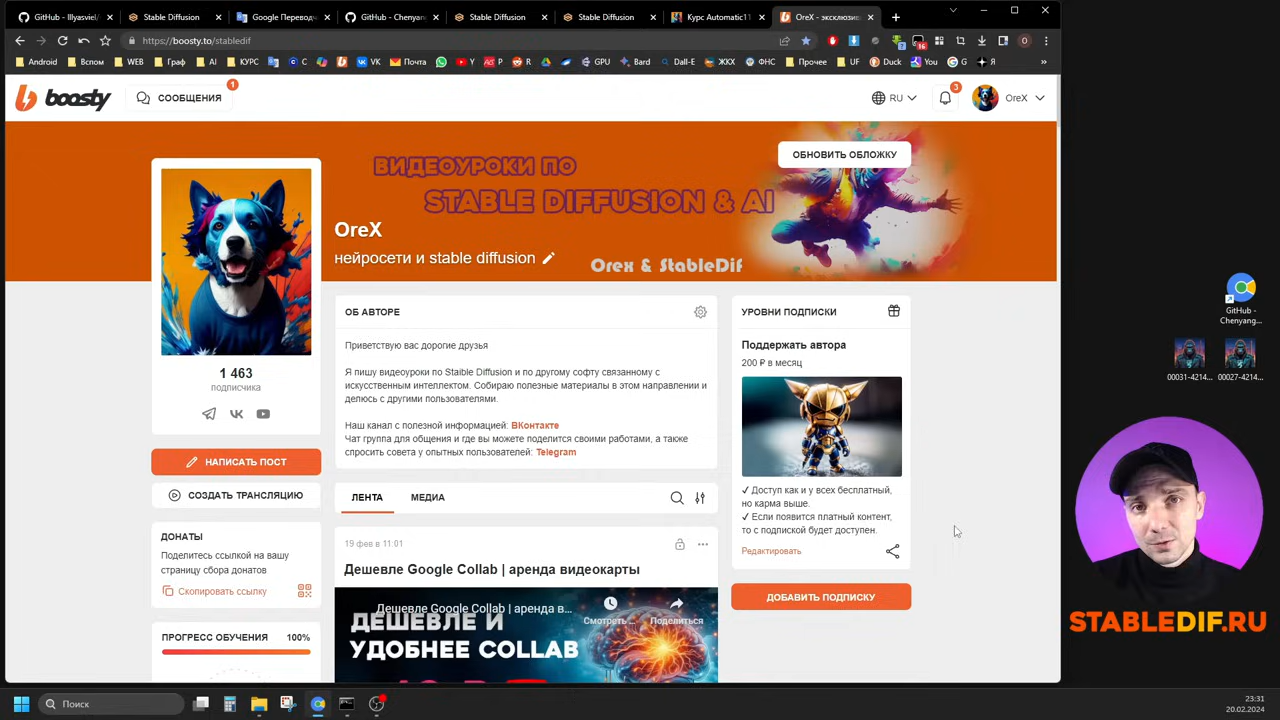 GitHub - Illyasviel/
Stable Diffusion
Google Переводч
GitHub - Chenyang
Stable Diffusion
Stable Diffusion
Курс Automatic11
OreX - эксклюзив
https://boosty.to/stabledif
Android
Вспом
WEB
Граф
AI
КУРС
G
C
VK
Почта
Y
P
R
GPU
Bard
Dall-E
ЖКХ
ФНС
Прочее
UF
Duck
You
G
Я
boosty
СООБЩЕНИЯ
1
RU
3
OreX
ВИДЕОУРОКИ ПО
STABLE DIFFUSION & AI
ОБНОВИТЬ ОБЛОЖКУ
OreX
нейросети и stable diffusion
Orex & StableDif
1 463
подписчика
НАПИСАТЬ ПОСТ
СОЗДАТЬ ТРАНСЛЯЦИЮ
ДОНАТЫ
Поделитесь ссылкой на вашу
страницу сбора донатов
Скопировать ссылку
ПРОГРЕСС ОБУЧЕНИЯ 100%
ОБ АВТОРЕ
Приветствую вас дорогие друзья
Я пишу видеоуроки по Staible Diffusion и по другому софту связанному с
искусственным интеллектом. Собираю полезные материалы в этом направлении и
делюсь с другими пользователями.
Наш канал с полезной информацией: ВКонтакте
Чат группа для общения и где вы можете поделится своими работами, а также
спросить совета у опытных пользователей: Telegram
ЛЕНТА
МЕДИА
19 фев в 11:01
Дешевле Google Collab | аренда видеокарты
Дешевле Google Collab | аренда в...
Смотреть...
Поделиться
ДЕШЕВЛЕ И
УДОБНЕЕ COLLAB
УРОВНИ ПОДПИСКИ
Поддержать автора
200 ₽ в месяц
✓ Доступ как и у всех бесплатный,
но карма выше.
✓ Если появится платный контент,
то с подпиской будет доступен.
Редактировать
ДОБАВИТЬ ПОДПИСКУ
GitHub -
Chenyang...
00031-4214...
00027-4214...
STABLEDIF.RU
Поиск
23:31
20.02.2024